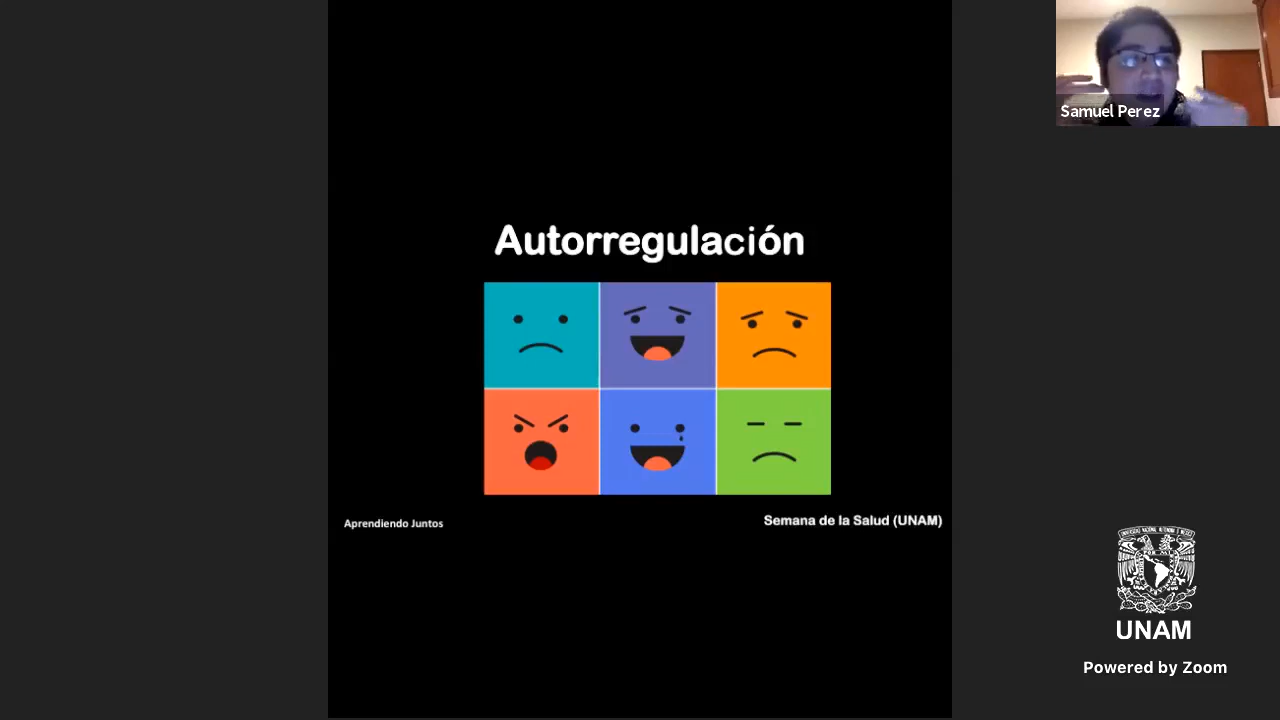 Samuel Perez
Autorregulación
Aprendiendo Juntos
Semana de la Salud (UNAM)
UNAM
Powered by Zoom